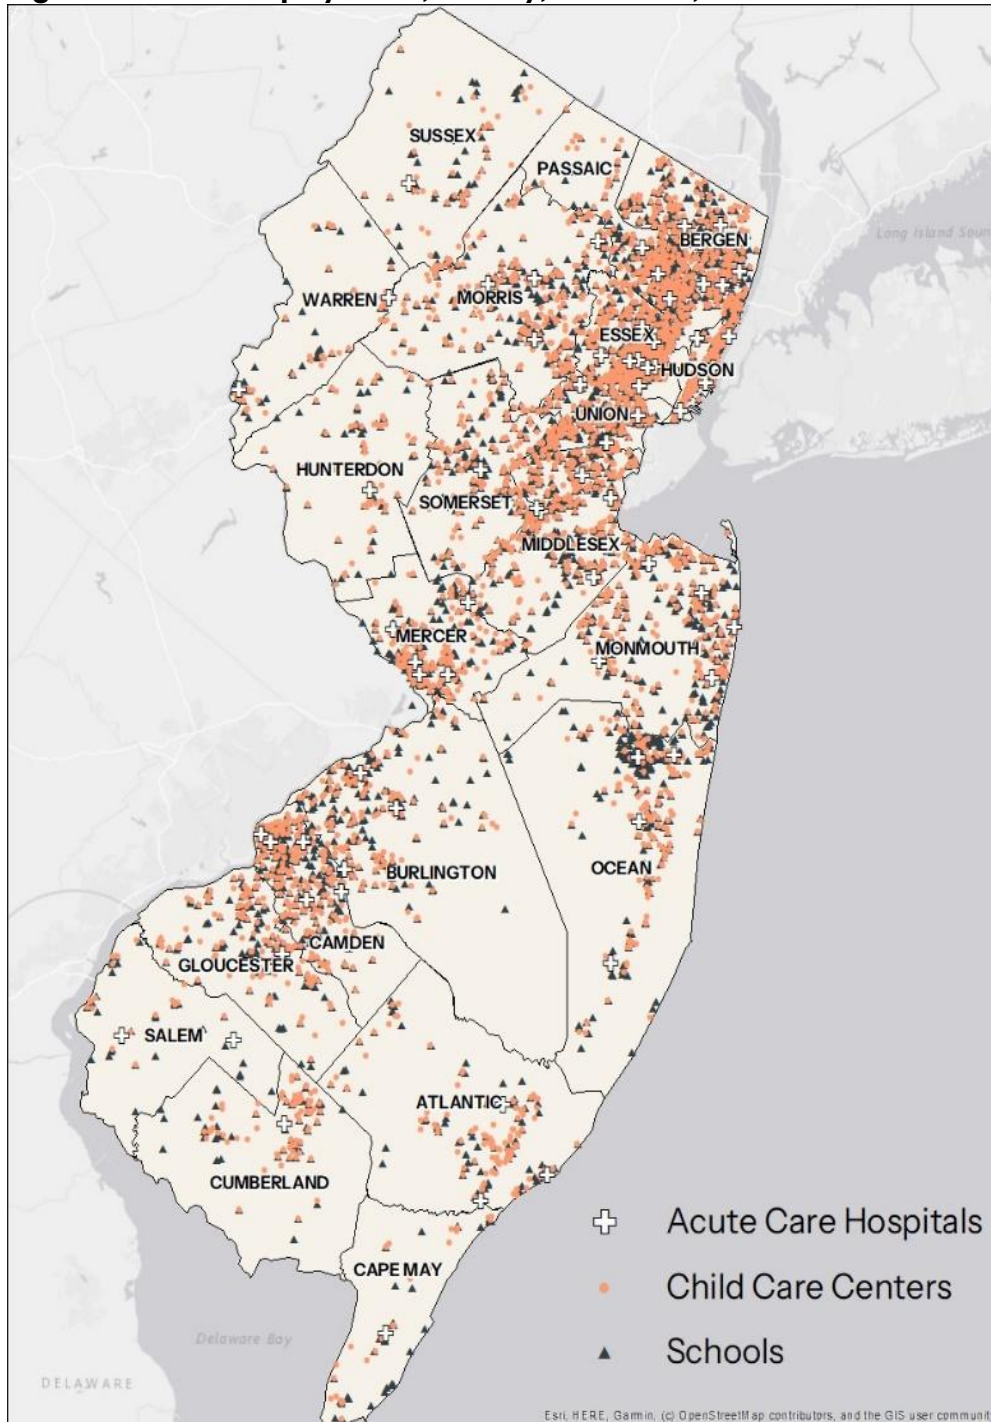 SUSSEX
PASSAIC
BERGEN
Long Island Soun
WARREN
MORRIS
ESSEX
HUDSON
UNION
HUNTERDON
SOMERSET
MIDDLESEX
MERCER
MONMOUTH
OCEAN
BURLINGTON
CAMDEN
GLOUCESTER
SALEM
ATLANTIC
CUMBERLAND
Acute Care Hospitals
CAPE MAY
Child Care Centers
Delaware Bay
Schools
DELAWARE
Esri, HERE, Garmin, (c) OpenStreetMap contributors, and the GIS user communit